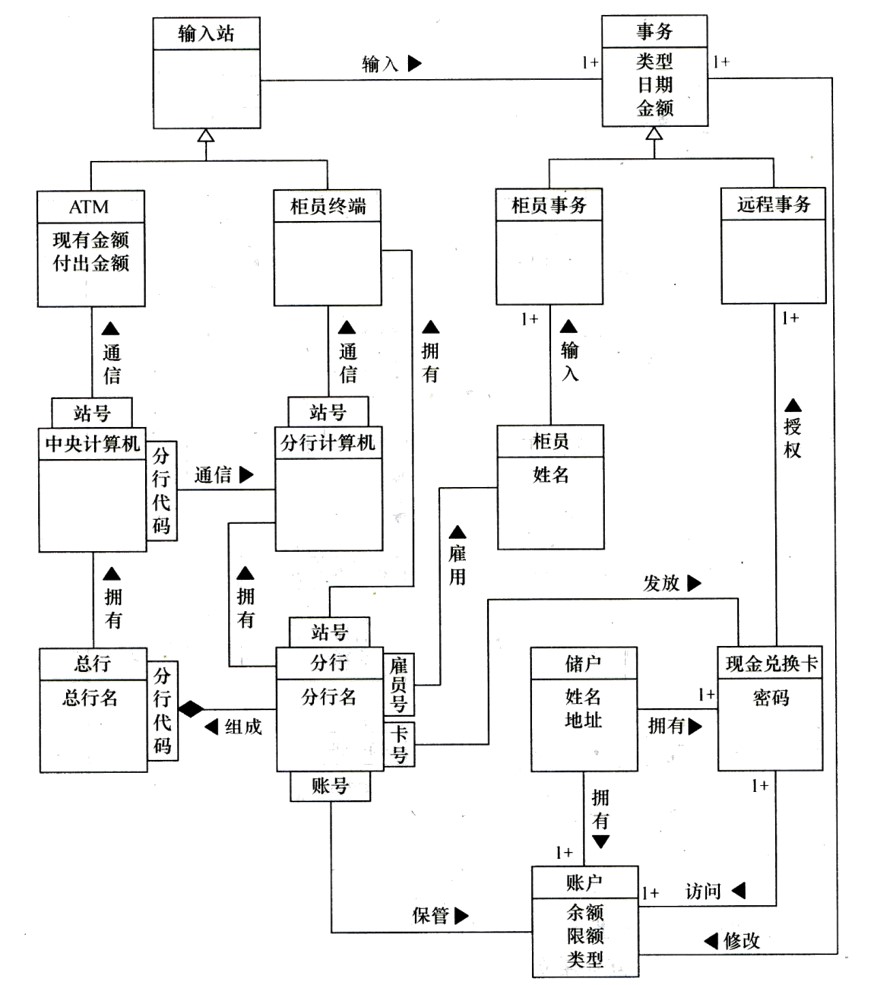 输入站
事务
输入 ▶
1+
类型
日期
金额
1+
ATM
现有金额
付出金额
柜员终端
柜员事务
远程事务
1+
1+
▲
通
信
▲
通
信
▲
拥
有
▲
输
入
▲
授
权
站号
中央计算机
分
行
代
码
通信 ▶
站号
分行计算机
柜员
姓名
▲
拥
有
▲
拥
有
▲
雇
用
发放 ▶
总行
总行名
分
行
代
码
◀ 组成
站号
分行
分行名
雇
员
号
卡
号
账号
储户
姓名
地址
1+
拥有▶
现金兑换卡
密码
1+
拥
有
▼
1+
账户
余额
限额
类型
1+
访问 ◀
保管▶
◀修改